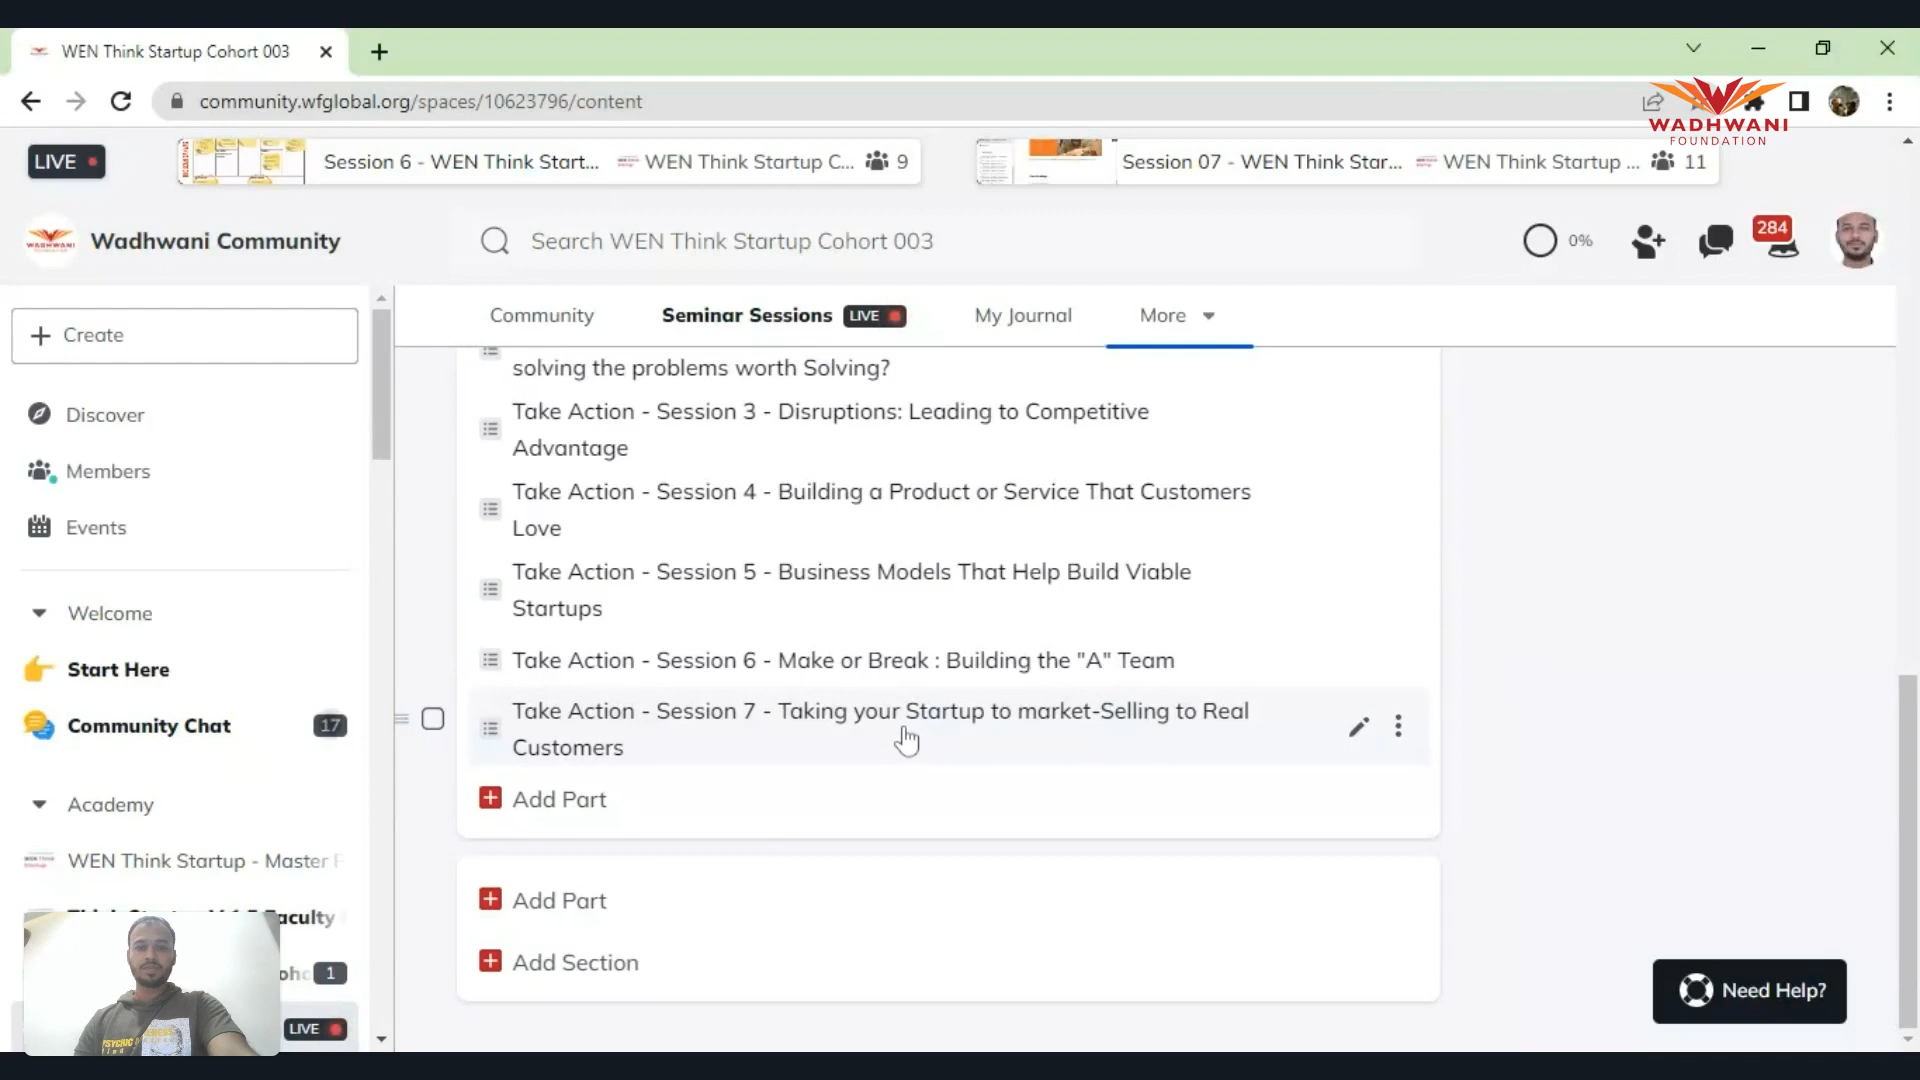 WEN Think Startup Cohort 003
community.wfglobal.org/spaces/10623796/content
WADHWANI
FOUNDATION
LIVE
Session 6 - WEN Think Start...
WEN Think Startup C...
9
Session 07 - WEN Think Star...
WEN Think Startup ...
11
Wadhwani Community
Search WEN Think Startup Cohort 003
0%
284
Create
Community
Seminar Sessions
LIVE
My Journal
More
Discover
Members
Events
Welcome
Start Here
Community Chat
17
Academy
WEN Think Startup - Master
1
LIVE
solving the problems worth Solving?
Take Action - Session 3 - Disruptions: Leading to Competitive
Advantage
Take Action - Session 4 - Building a Product or Service That Customers
Love
Take Action - Session 5 - Business Models That Help Build Viable
Startups
Take Action - Session 6 - Make or Break : Building the "A" Team
Take Action - Session 7 - Taking your Startup to market-Selling to Real
Customers
Add Part
Add Part
Add Section
Need Help?